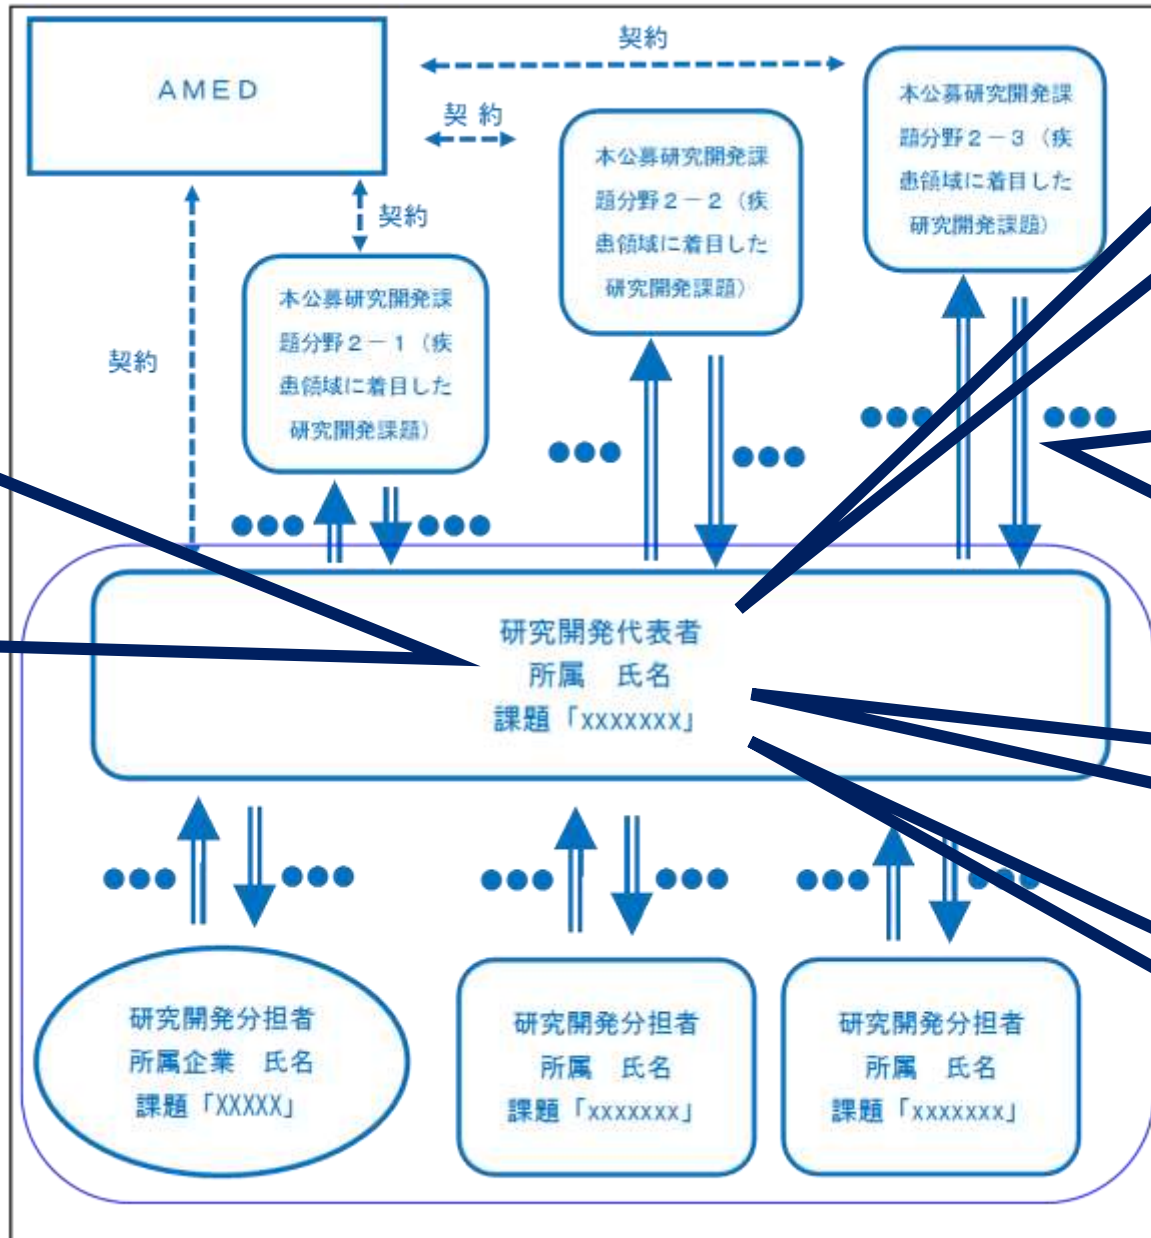 AMED
契約
契 約
契約
契約
本公募研究開発課
題分野2－3（疾
患領域に着目した
研究開発課題）
本公募研究開発課
題分野2－2（疾
患領域に着目した
研究開発課題）
本公募研究開発課
題分野2－1（疾
患領域に着目した
研究開発課題）
●●●
●●●
●●●
●●●
●●●
●●●
研究開発代表者
所属　氏名
課題「xxxxxxx」
●●●
●●●
●●●
●●●
●●●
●●●
研究開発分担者
所属企業　氏名
課題「XXXXX」
研究開発分担者
所属　氏名
課題「xxxxxxx」
研究開発分担者
所属　氏名
課題「xxxxxxx」